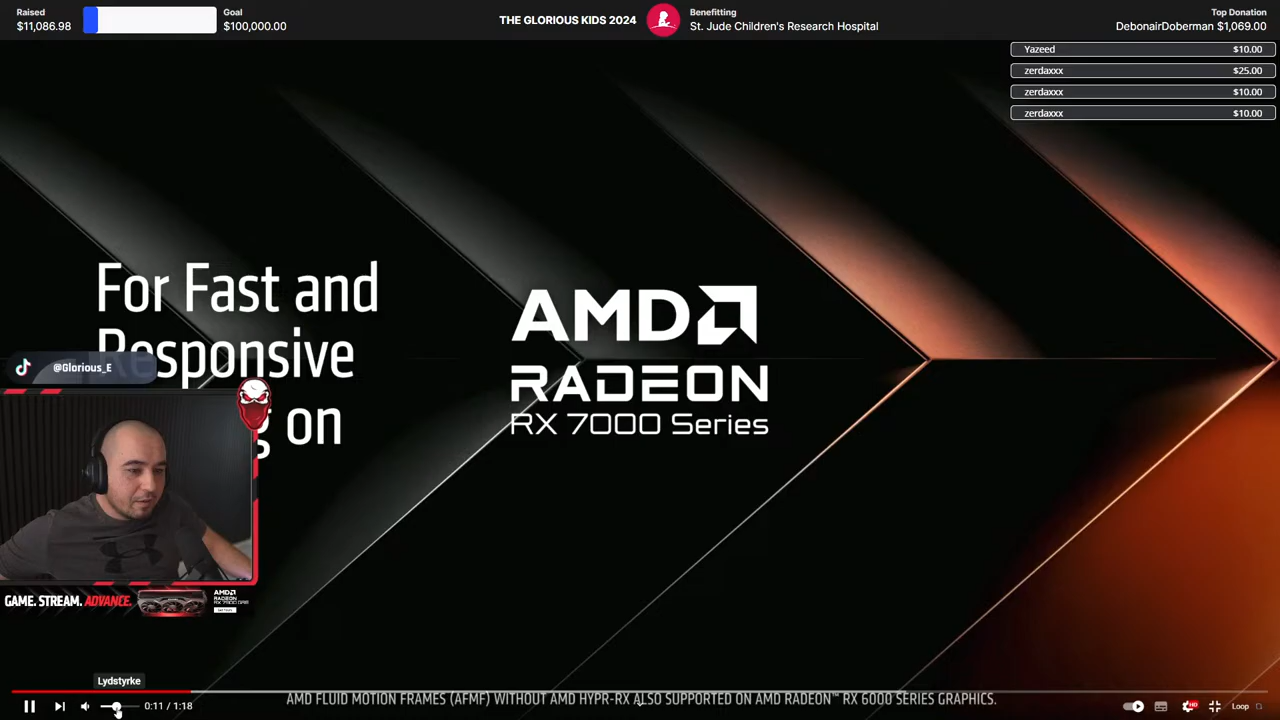 Raised
$11,086.98
Goal
$100,000.00
THE GLORIOUS KIDS 2024
Benefitting
St. Jude Children's Research Hospital
Top Donation
DebonairDoberman $1,069.00
Yazeed $10.00
zerdaxxx $25.00
zerdaxxx $10.00
zerdaxxx $10.00
For Fast and
Responsive
on
AMD
RADEON
RX 7000 Series
@Glorious_E
GAME. STREAM. ADVANCE.
AMD
RADEON
Lydstyrke
AMD FLUID MOTION FRAMES (AFMF) WITHOUT AMD HYPR-RX ALSO SUPPORTED ON AMD RADEON™ RX 6000 SERIES GRAPHICS.
0:11 / 1:18
HD
Loop